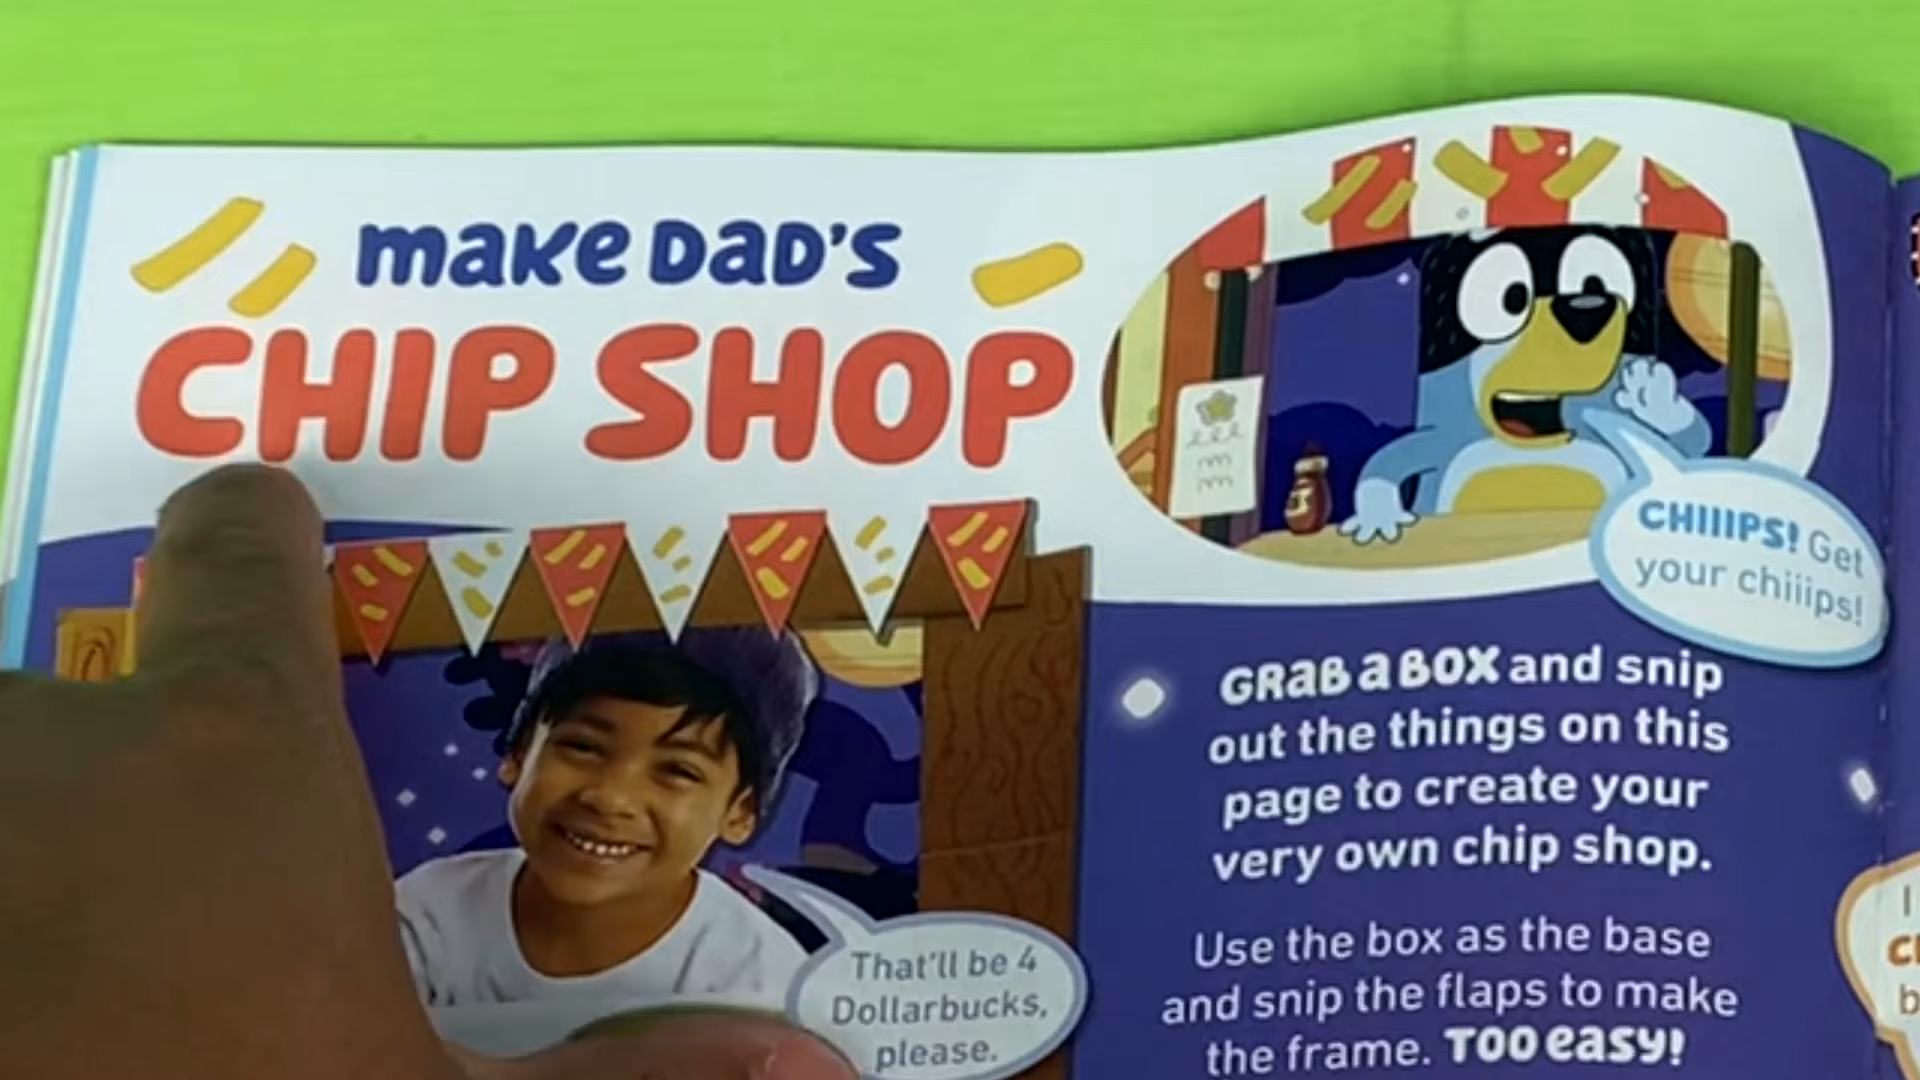 make DaD's
CHIP SHOP
CHIIIPS! Get
your chiiips!
GRaB a BOX and snip
out the things on this
page to create your
very own chip shop.
Use the box as the base
and snip the flaps to make
the frame. TOO easy!
That'll be 4
Dollarbucks,
please.